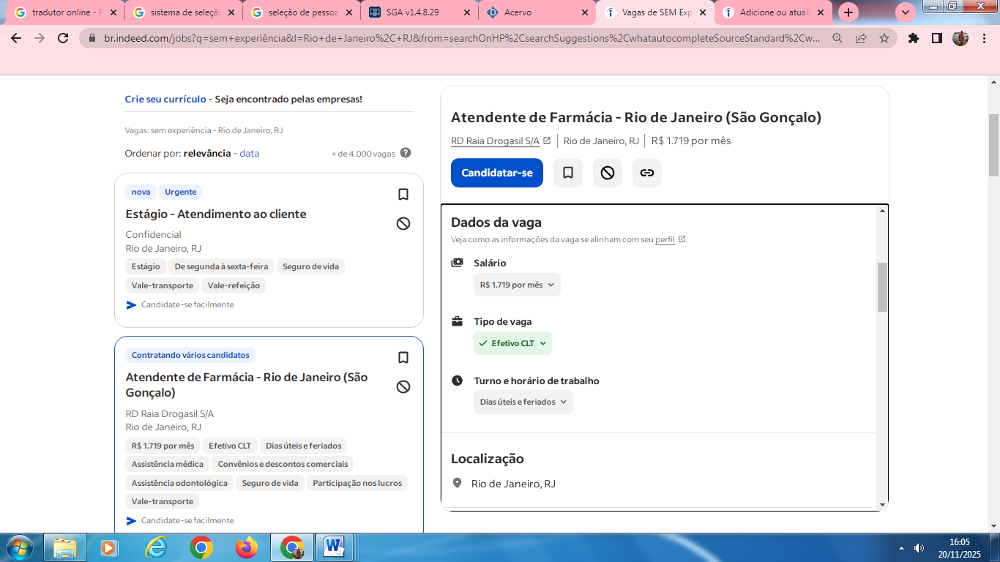 tradutor online - P
sistema de seleção
seleção de pessoa
SGA v1.4.8.29
Acervo
Vagas de SEM Exp
Adicione ou atuali
br.indeed.com/jobs?q=sem+experiência&l=Rio+de+Janeiro%2C+RJ&from=searchOnHP%2CsearchSuggestions%2CwhatautocompleteSourceStandard%2Cw...
Crie seu currículo - Seja encontrado pelas empresas!
Vagas: sem experiência - Rio de Janeiro, RJ
Ordenar por: relevância - data
+ de 4.000 vagas
nova Urgente
Estágio - Atendimento ao cliente
Confidencial
Rio de Janeiro, RJ
Estágio De segunda à sexta-feira Seguro de vida
Vale-transporte Vale-refeição
Candidate-se facilmente
Contratando vários candidatos
Atendente de Farmácia - Rio de Janeiro (São
Gonçalo)
RD Raia Drogasil S/A
Rio de Janeiro, RJ
R$ 1.719 por mês Efetivo CLT Dias úteis e feriados
Assistência médica Convênios e descontos comerciais
Assistência odontológica Seguro de vida Participação nos lucros
Vale-transporte
Candidate-se facilmente
Atendente de Farmácia - Rio de Janeiro (São Gonçalo)
RD Raia Drogasil S/A Rio de Janeiro, RJ R$ 1.719 por mês
Candidatar-se
Dados da vaga
Veja como as informações da vaga se alinham com seu perfil.
Salário
R$ 1.719 por mês
Tipo de vaga
Efetivo CLT
Turno e horário de trabalho
Dias úteis e feriados
Localização
Rio de Janeiro, RJ
16:05
20/11/2025